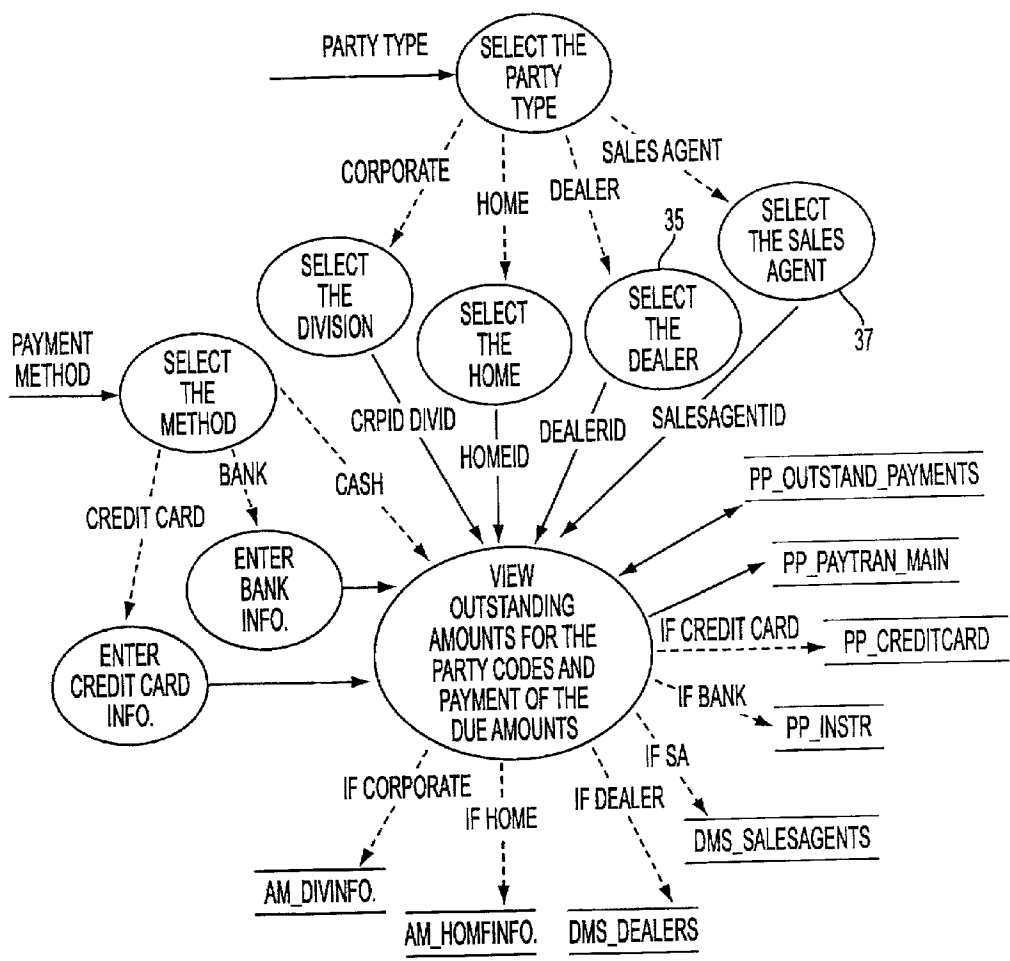 PARTY TYPE
SELECT THE
PARTY
TYPE
CORPORATE
HOME
DEALER
SALES AGENT
SELECT
THE
DIVISION
SELECT
THE
HOME
35
SELECT
THE
DEALER
SELECT
THE SALES
AGENT
37
PAYMENT
METHOD
SELECT
THE
METHOD
CRPID DIVID
HOMEID
DEALERID
SALESAGENTID
CREDIT CARD
BANK
CASH
ENTER
BANK
INFO.
ENTER
CREDIT CARD
INFO.
VIEW
OUTSTANDING
AMOUNTS FOR THE
PARTY CODES AND
PAYMENT OF THE
DUE AMOUNTS
PP_OUTSTAND_PAYMENTS
PP_PAYTRAN_MAIN
IF CREDIT CARD
PP_CREDITCARD
IF BANK
PP_INSTR
IF SA
DMS_SALESAGENTS
IF CORPORATE
IF HOME
IF DEALER
AM_DIVINFO.
AM_HOMFINFO.
DMS_DEALERS